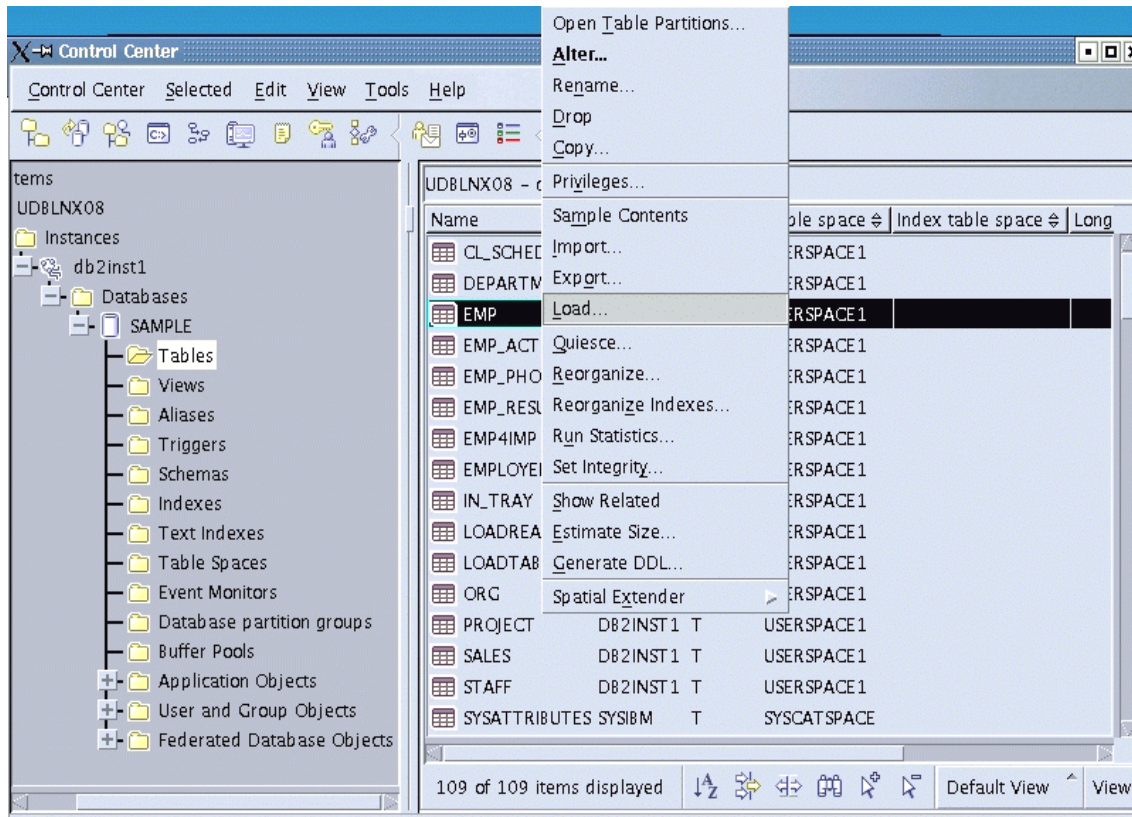 Control Center
Control Center Selected Edit View Tools Help
tems
UDBLNX08
Instances
db2inst1
Databases
SAMPLE
Tables
Views
Aliases
Triggers
Schemas
Indexes
Text Indexes
Table Spaces
Event Monitors
Database partition groups
Buffer Pools
Application Objects
User and Group Objects
Federated Database Objects
Open Table Partitions...
Alter...
Rename...
Drop
Copy...
Privileges...
Sample Contents
Import...
Export...
Load...
Quiesce...
Reorganize...
Reorganize Indexes...
Run Statistics...
Set Integrity...
Show Related
Estimate Size...
Generate DDL...
Spatial Extender
UDBLNX08 - d
Name ble space Index table space Long
CL_SCHED ERSPACE1
DEPARTM ERSPACE1
EMP ERSPACE1
EMP_ACT ERSPACE1
EMP_PHO ERSPACE1
EMP_RESU ERSPACE1
EMP4IMP ERSPACE1
EMPLOYEE ERSPACE1
IN_TRAY ERSPACE1
LOADREA ERSPACE1
LOADTAB ERSPACE1
ORG ERSPACE1
PROJECT DB2INST1 T USERSPACE1
SALES DB2INST1 T USERSPACE1
STAFF DB2INST1 T USERSPACE1
SYSATTRIBUTES SYSIBM T SYSCATSPACE
109 of 109 items displayed Default View View